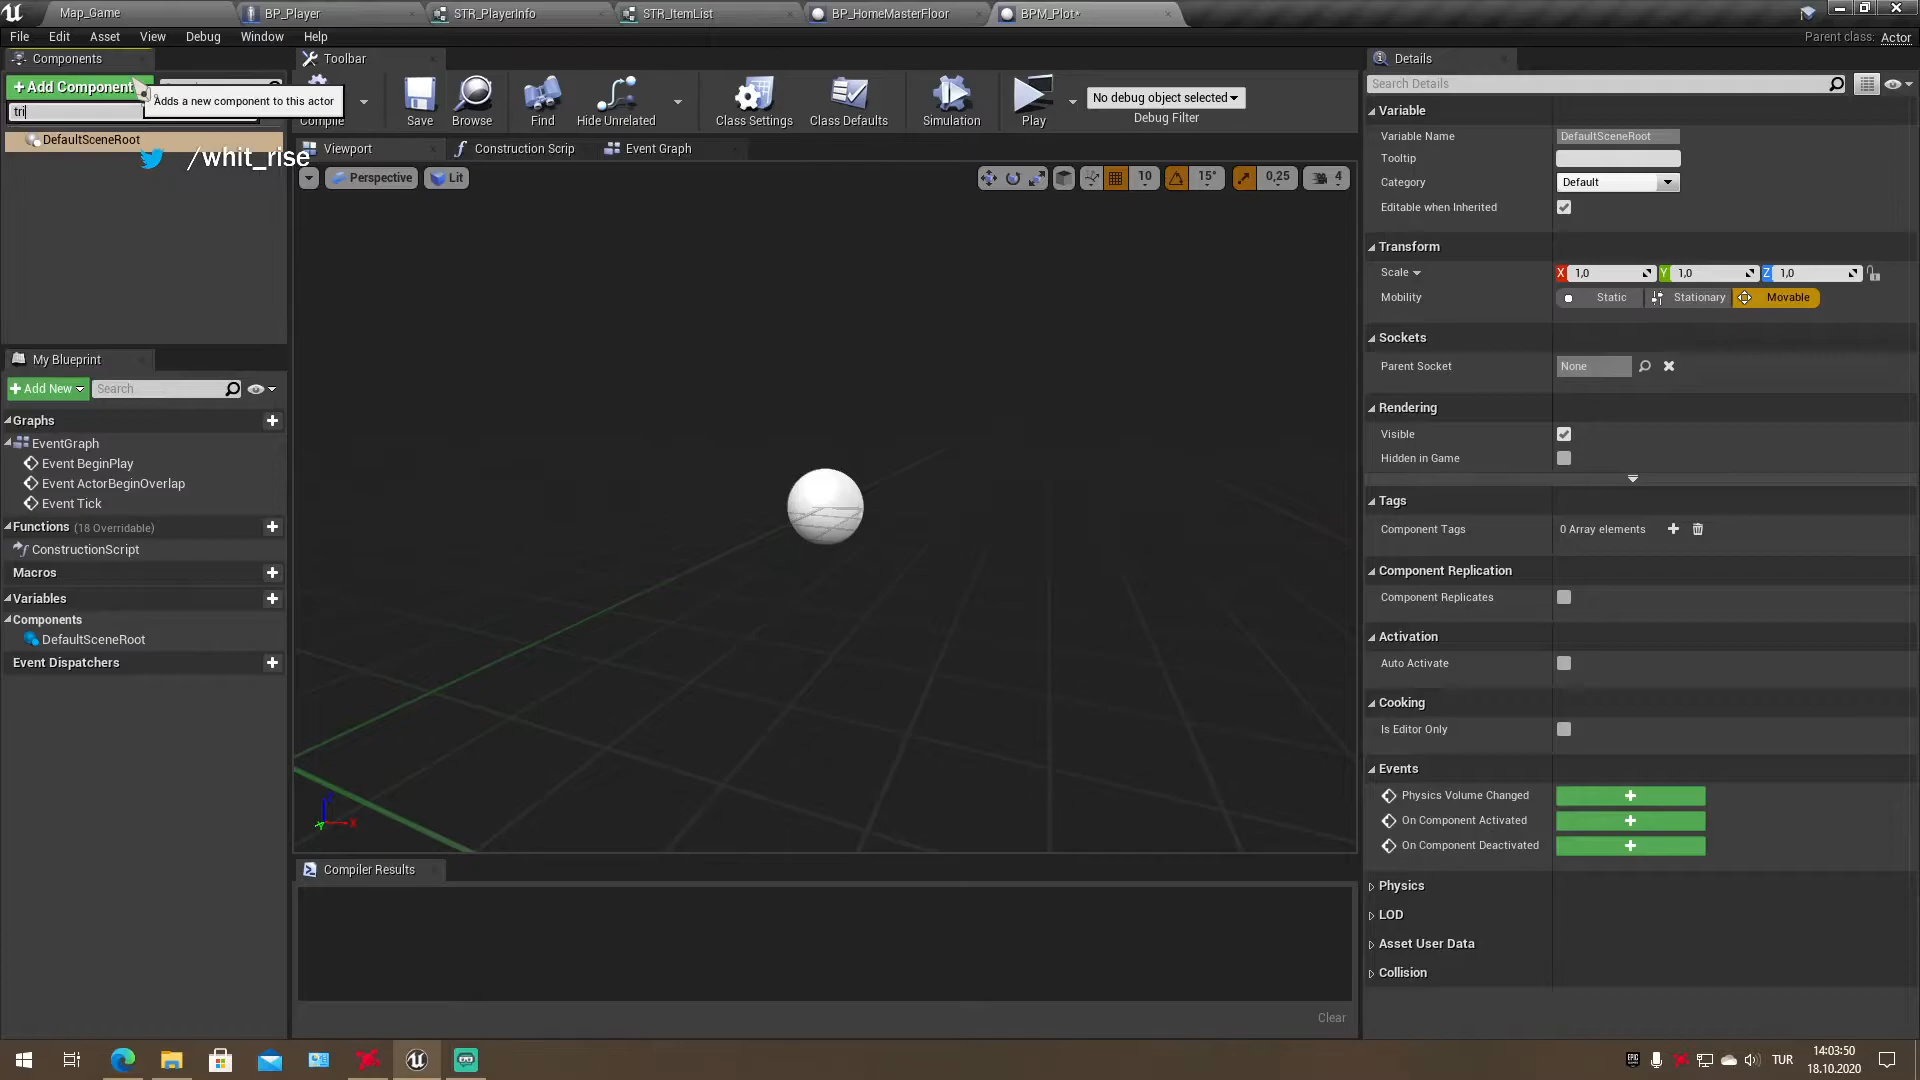 Map_Game
BP_Player
STR_PlayerInfo
STR_ItemList
BP_HomeMasterFloor
BPM_Plot*
File Edit Asset View Debug Window Help
Parent class: Actor
Components
+Add Component
tri
Adds a new component to this actor
DefaultSceneRoot
/whit_rise
Toolbar
Compile
Save
Browse
Find
Hide Unrelated
Class Settings
Class Defaults
Simulation
Play
No debug object selected
Debug Filter
Viewport
Construction Scrip
Event Graph
Perspective
Lit
10
15°
0,25
4
My Blueprint
+Add New
Search
Graphs
EventGraph
Event BeginPlay
Event ActorBeginOverlap
Event Tick
Functions (18 Overridable)
ConstructionScript
Macros
Variables
Components
DefaultSceneRoot
Event Dispatchers
Compiler Results
Clear
Details
Search Details
Variable
Variable Name DefaultSceneRoot
Tooltip
Category Default
Editable when Inherited
Transform
Scale X 1,0 Y 1,0 Z 1,0
Mobility Static Stationary Movable
Sockets
Parent Socket None
Rendering
Visible
Hidden in Game
Tags
Component Tags 0 Array elements
Component Replication
Component Replicates
Activation
Auto Activate
Cooking
Is Editor Only
Events
Physics Volume Changed
On Component Activated
On Component Deactivated
Physics
LOD
Asset User Data
Collision
TUR
14:03:50
18.10.2020